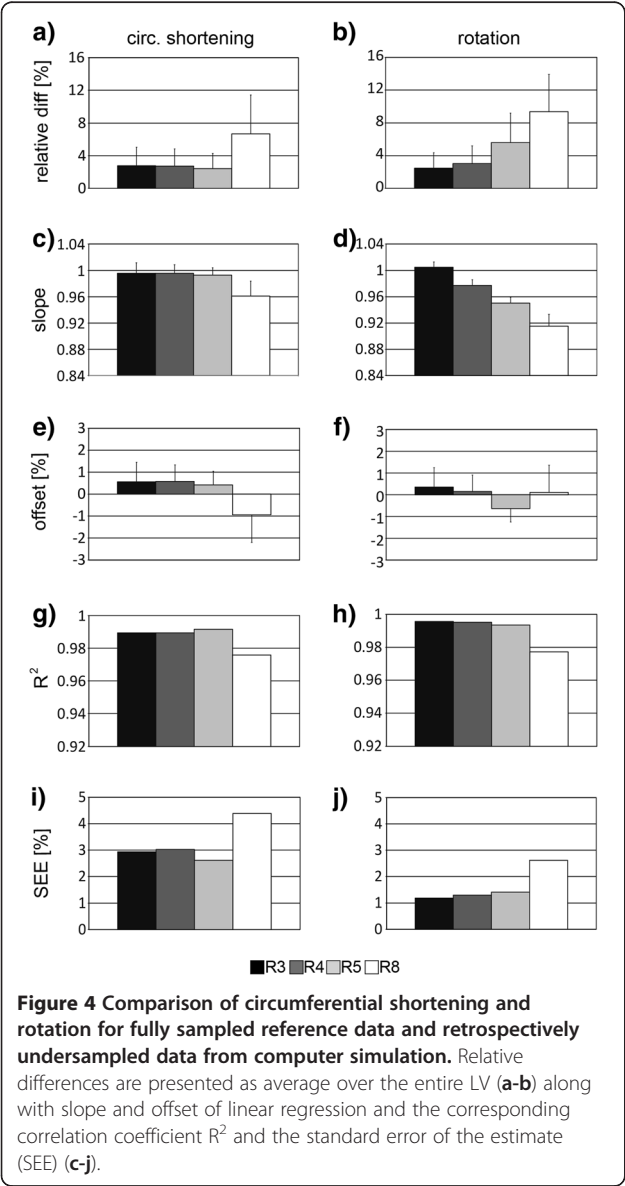 a) circ. shortening b) rotation
relative diff [%]
16 16
12 12
8 8
4 4
0 0
c) d)
slope
1.04 1.04
1 1
0.96 0.96
0.92 0.92
0.88 0.88
0.84 0.84
e) f)
offset [%]
3 3
2 2
1 1
0 0
-1 -1
-2 -2
-3 -3
g) h)
R²
1 1
0.98 0.98
0.96 0.96
0.94 0.94
0.92 0.92
i) j)
SEE [%]
5 5
4 4
3 3
2 2
1 1
0 0
R3 R4 R5 R8
Figure 4 Comparison of circumferential shortening and
rotation for fully sampled reference data and retrospectively
undersampled data from computer simulation. Relative
differences are presented as average over the entire LV (a-b) along
with slope and offset of linear regression and the corresponding
correlation coefficient R² and the standard error of the estimate
(SEE) (c-j).